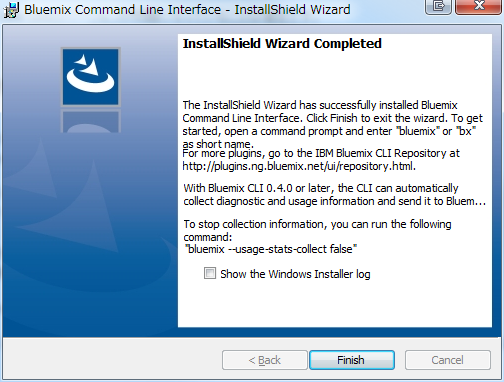 Bluemix Command Line Interface - InstallShield Wizard
InstallShield Wizard Completed
The InstallShield Wizard has successfully installed Bluemix
Command Line Interface. Click Finish to exit the wizard. To get
started, open a command prompt and enter "bluemix" or "bx"
as short name.
For more plugins, go to the IBM Bluemix CLI Repository at
http://plugins.ng.bluemix.net/ui/repository.html.
With Bluemix CLI 0.4.0 or later, the CLI can automatically
collect diagnostic and usage information and send it to Bluem...
To stop collection information, you can run the following
command:
"bluemix --usage-stats-collect false"
Show the Windows Installer log
< Back
Finish
Cancel